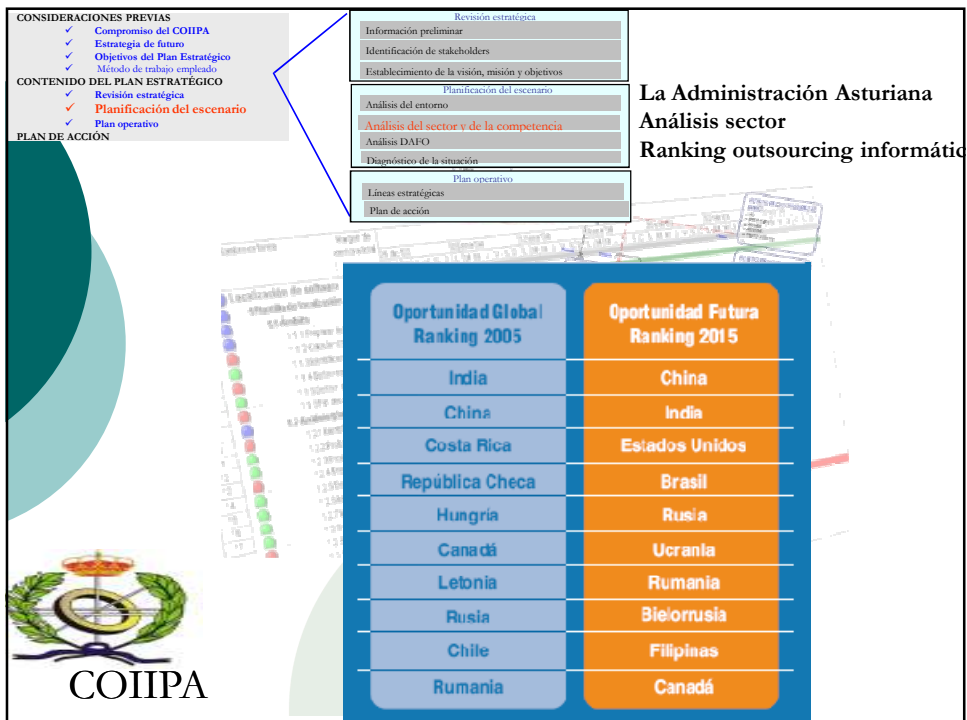 CONSIDERACIONES PREVIAS
✓ Compromiso del COIIPA
✓ Estrategia de futuro
✓ Objetivos del Plan Estratégico
✓ Método de trabajo empleado
CONTENIDO DEL PLAN ESTRATÉGICO
✓ Revisión estratégica
✓ Planificación del escenario
✓ Plan operativo
PLAN DE ACCIÓN
Revisión estratégica
Información preliminar
Identificación de stakeholders
Establecimiento de la visión, misión y objetivos
Planificación del escenario
Análisis del entorno
Análisis del sector y de la competencia
Análisis DAFO
Diagnóstico de la situación
Plan operativo
Líneas estratégicas
Plan de acción
La Administración Asturiana
Análisis sector
Ranking outsourcing informátic
Oportunidad Global
Ranking 2005
India
China
Costa Rica
República Checa
Hungría
Canadá
Letonia
Rusia
Chile
Rumania
Oportunidad Futura
Ranking 2015
China
India
Estados Unidos
Brasil
Rusia
Ucrania
Rumania
Bielorrusia
Filipinas
Canadá
COIIPA